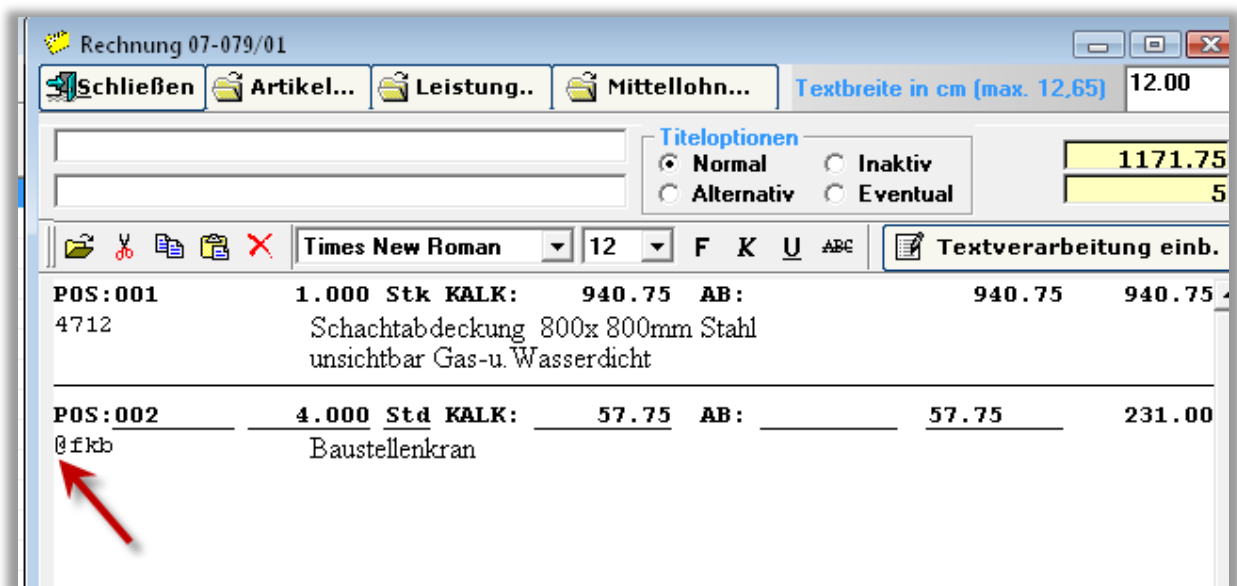 Rechnung 07-079/01
Schließen Artikel... Leistung.. Mittellohn... Textbreite in cm (max. 12,65) 12.00
Titeloptionen
Normal Inaktiv 1171.75
Alternativ Eventual 5
Times New Roman 12 F K U ABC Textverarbeitung einb.
POS:001 1.000 Stk KALK: 940.75 AB: 940.75 940.75
4712 Schachtabdeckung 800x 800mm Stahl
unsichtbar Gas-u.Wasserdicht
POS:002 4.000 Std KALK: 57.75 AB: 57.75 231.00
@fkb Baustellenkran